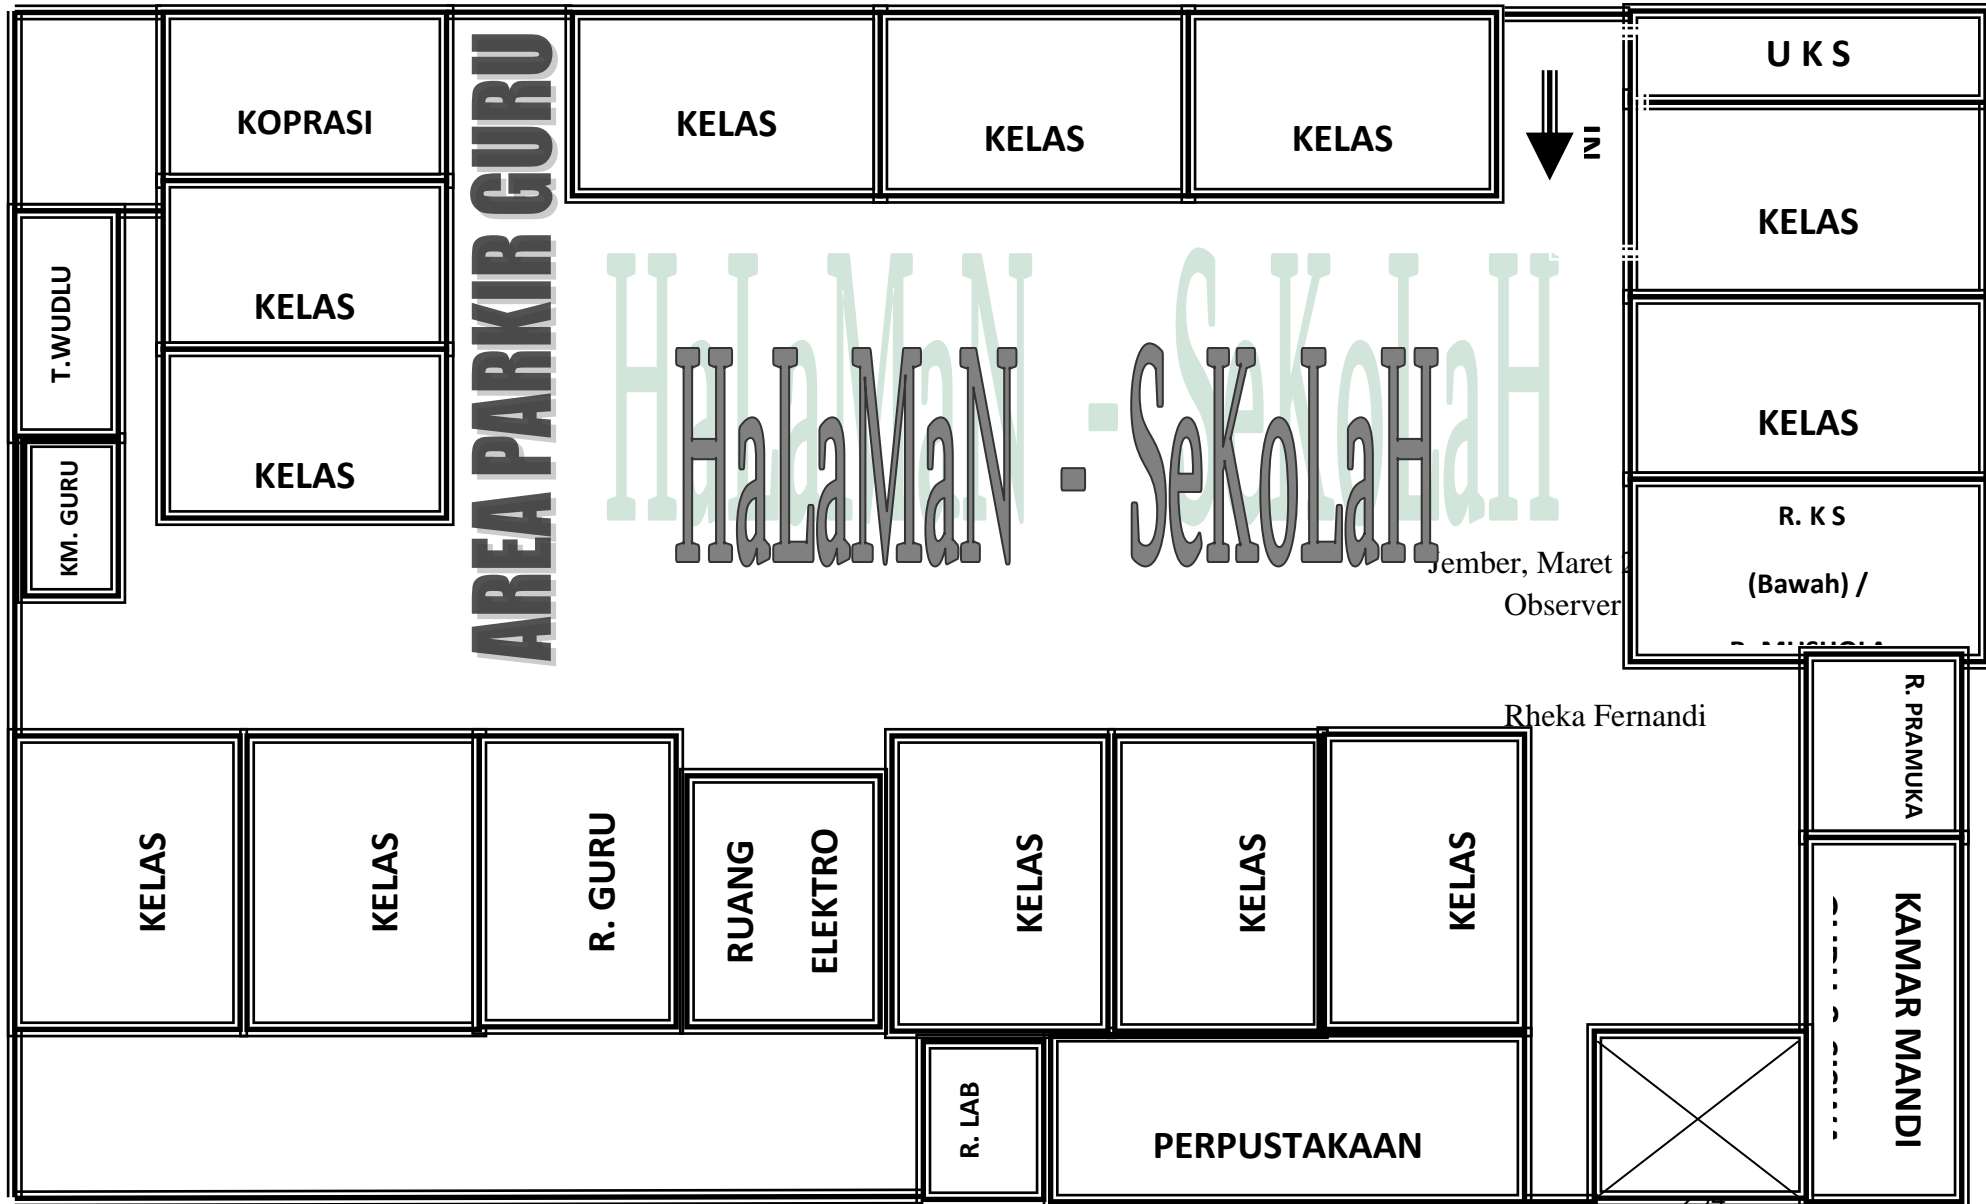 U K S
KOPRASI
KELAS
KELAS
KELAS
IN
KELAS
AREA PARKIR GURU
T.WUDLU
KELAS
HaLaMaN - SeKoLaH
KELAS
KM. GURU
KELAS
R. K S
(Bawah) /
Jember, Maret
Observer
R. PRAMUKA
Rheka Fernandi
KELAS
KELAS
R. GURU
RUANG
ELEKTRO
KELAS
KELAS
KELAS
KAMAR MANDI
R. LAB
PERPUSTAKAAN